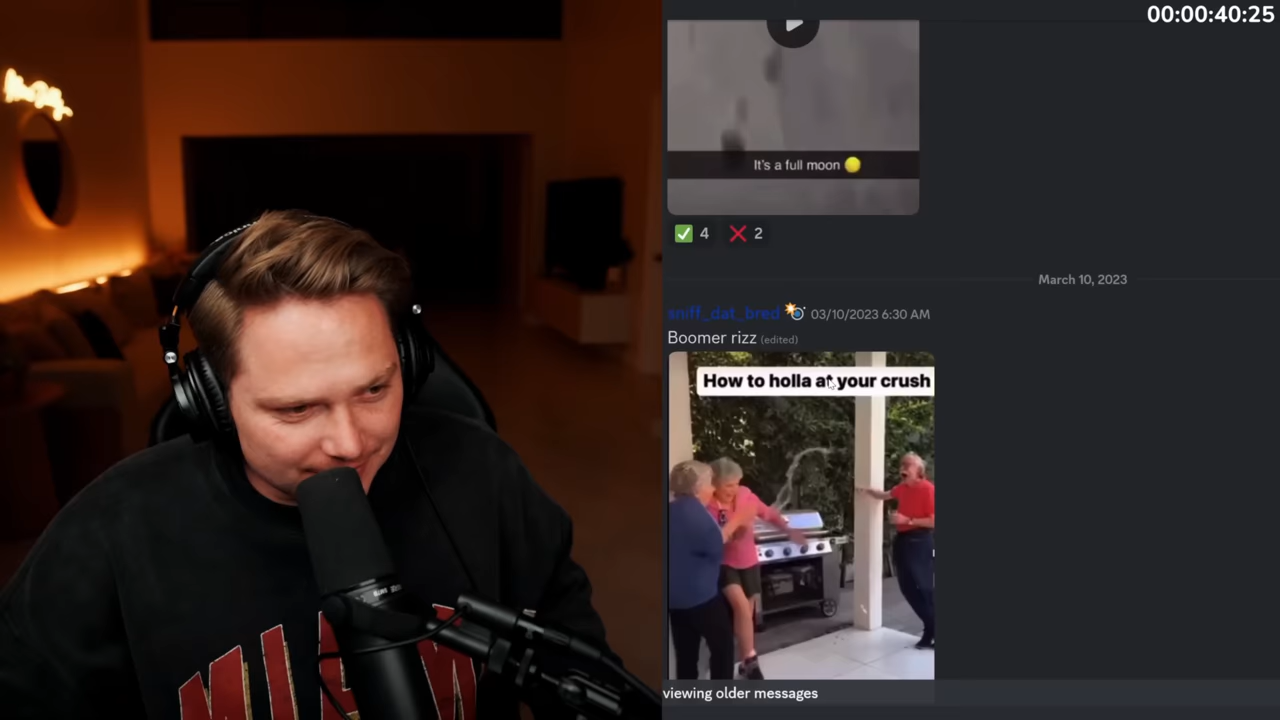 00:00:40:25
It's a full moon
4
2
March 10, 2023
sniff_dat_bred 03/10/2023 6:30 AM
Boomer rizz (edited)
How to holla at your crush
viewing older messages